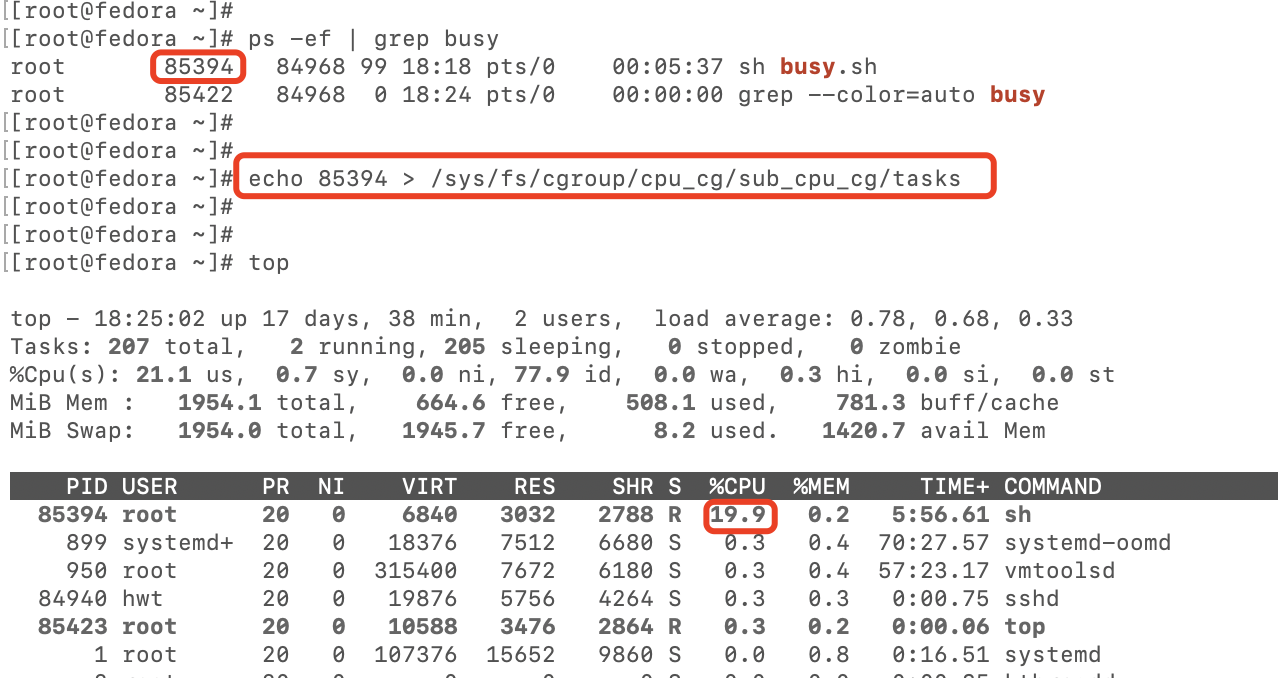 [[root@fedora ~]#
[[root@fedora ~]# ps -ef | grep busy
root       85394   84968 99 18:18 pts/0    00:05:37 sh busy.sh
root       85422   84968  0 18:24 pts/0    00:00:00 grep --color=auto busy
[[root@fedora ~]#
[[root@fedora ~]#
[[root@fedora ~]# echo 85394 > /sys/fs/cgroup/cpu_cg/sub_cpu_cg/tasks
[[root@fedora ~]#
[[root@fedora ~]#
[[root@fedora ~]# top
top - 18:25:02 up 17 days, 38 min,  2 users,  load average: 0.78, 0.68, 0.33
Tasks: 207 total,   2 running, 205 sleeping,   0 stopped,   0 zombie
%Cpu(s): 21.1 us,  0.7 sy,  0.0 ni, 77.9 id,  0.0 wa,  0.3 hi,  0.0 si,  0.0 st
MiB Mem :   1954.1 total,    664.6 free,    508.1 used,    781.3 buff/cache
MiB Swap:   1954.0 total,   1945.7 free,      8.2 used.   1420.7 avail Mem
    PID USER      PR  NI    VIRT    RES    SHR S  %CPU  %MEM     TIME+ COMMAND
  85394 root      20   0    6840   3032   2788 R  19.9   0.2   5:56.61 sh
    899 systemd+  20   0   18376   7512   6680 S   0.3   0.4  70:27.57 systemd-oomd
    950 root      20   0  315400   7672   6180 S   0.3   0.4  57:23.17 vmtoolsd
  84940 hwt       20   0   19876   5756   4264 S   0.3   0.3   0:00.75 sshd
  85423 root      20   0   10588   3476   2864 R   0.3   0.2   0:00.06 top
      1 root      20   0  107376  15652   9860 S   0.0   0.8   0:16.51 systemd